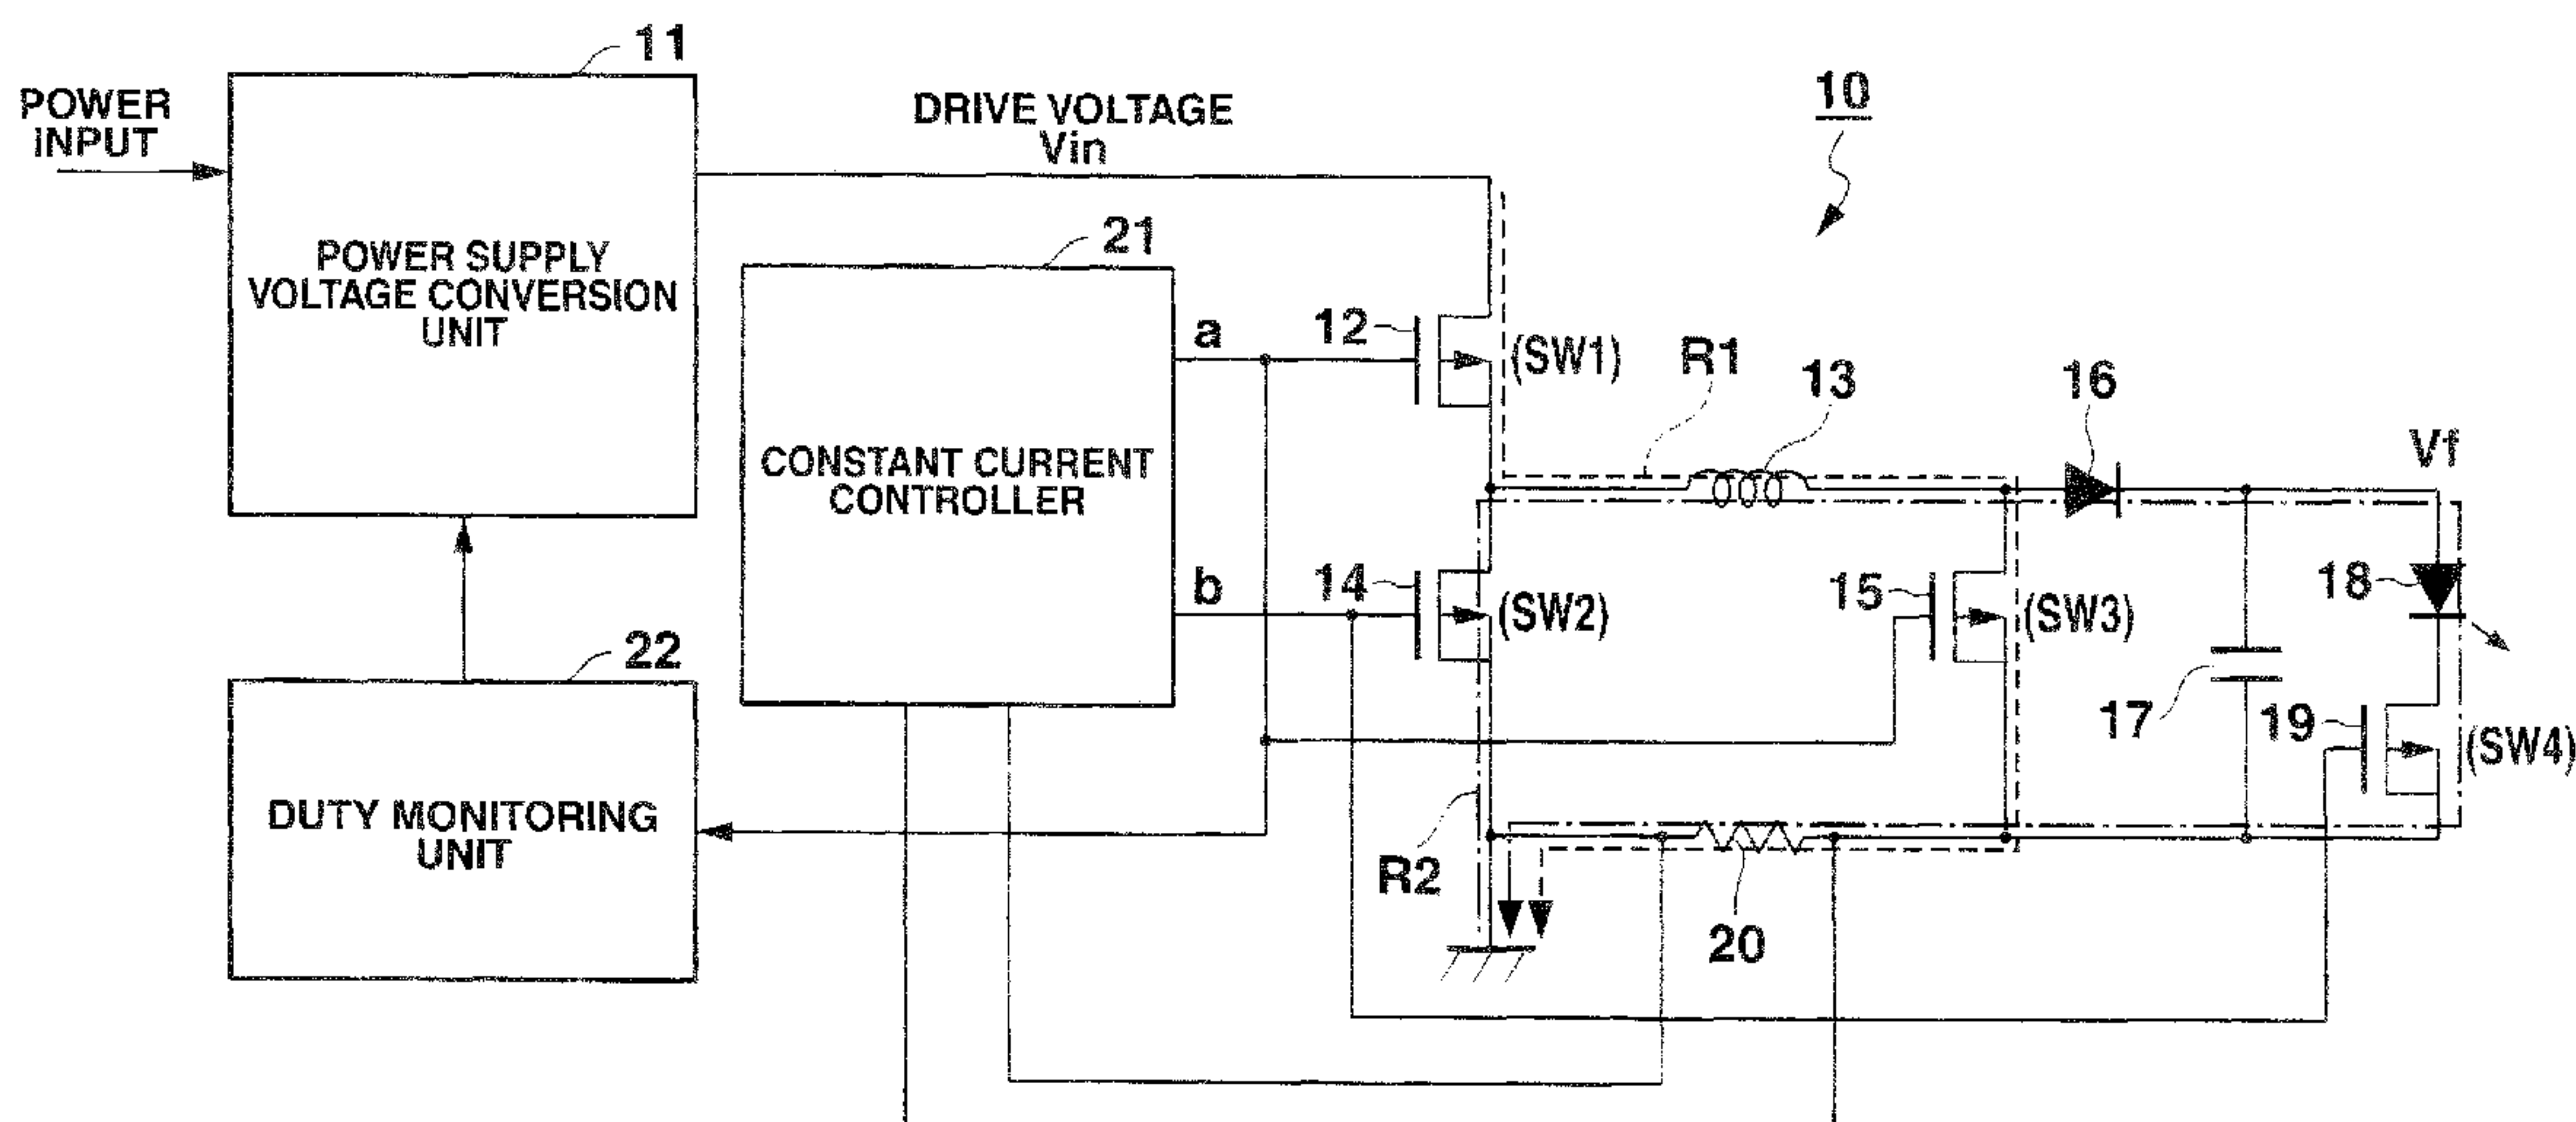 11
POWER
INPUT
DRIVE VOLTAGE
Vin
10
POWER SUPPLY
VOLTAGE CONVERSION
UNIT
21
12
(SW1)
a
R1
13
16
Vf
CONSTANT CURRENT
CONTROLLER
b
14
(SW2)
15
(SW3)
18
22
17
19
(SW4)
DUTY MONITORING
UNIT
R2
20